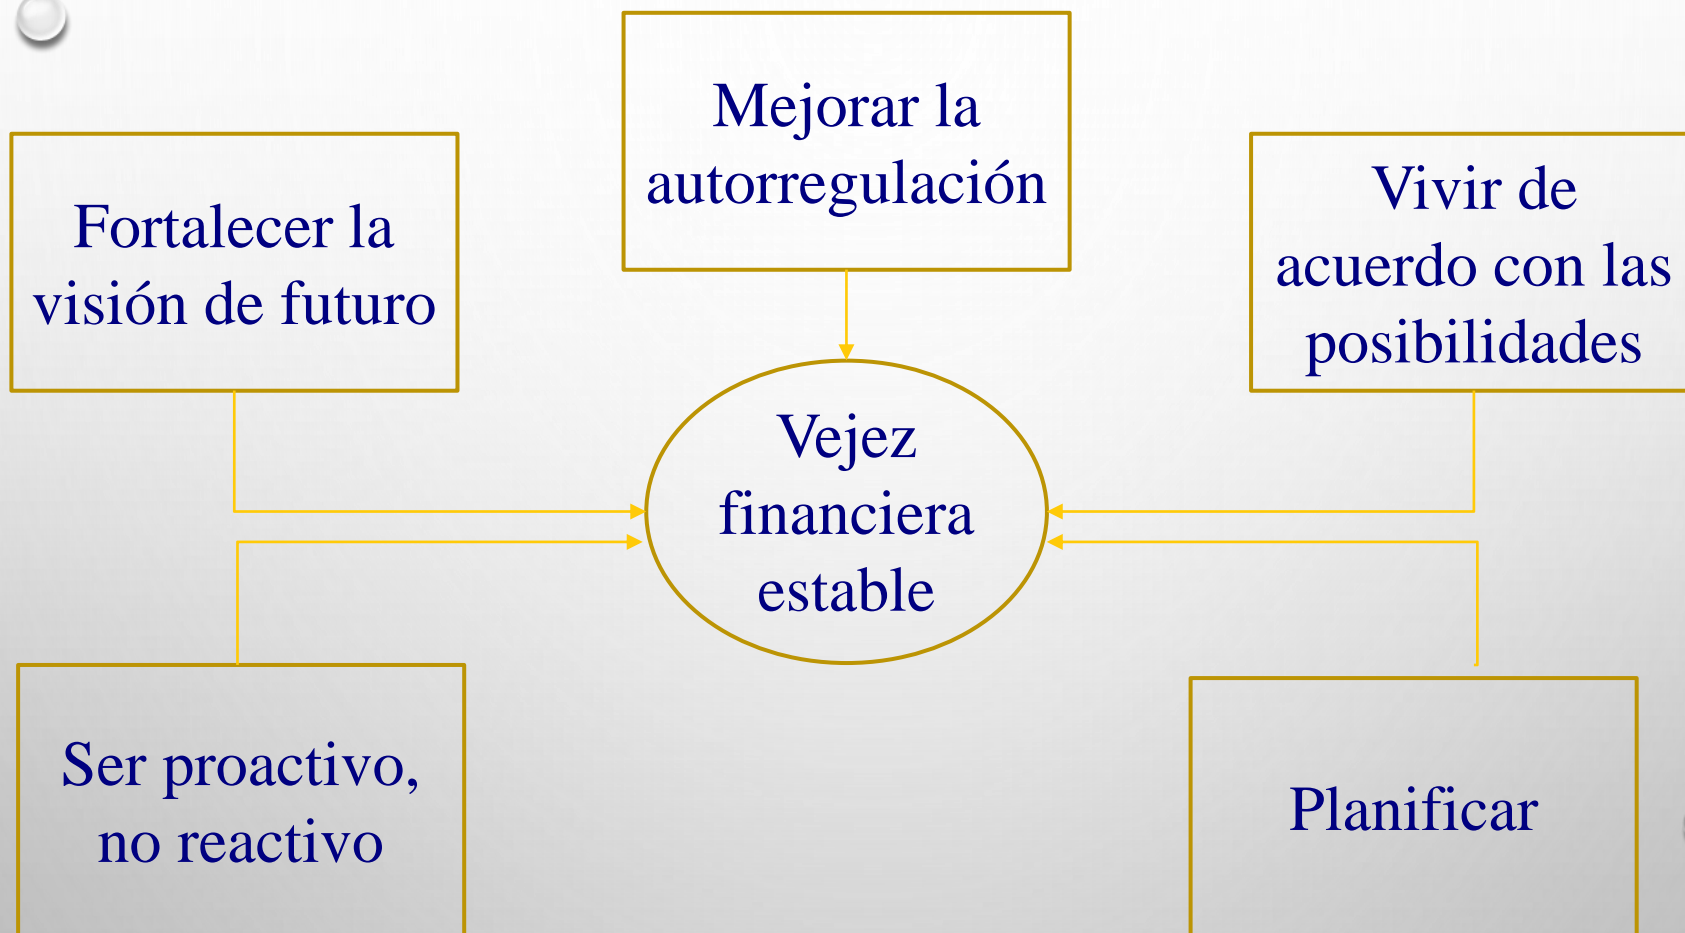 Mejorar la
autorregulación
Fortalecer la
visión de futuro
Vivir de
acuerdo con las
posibilidades
Vejez
financiera
estable
Ser proactivo,
no reactivo
Planificar